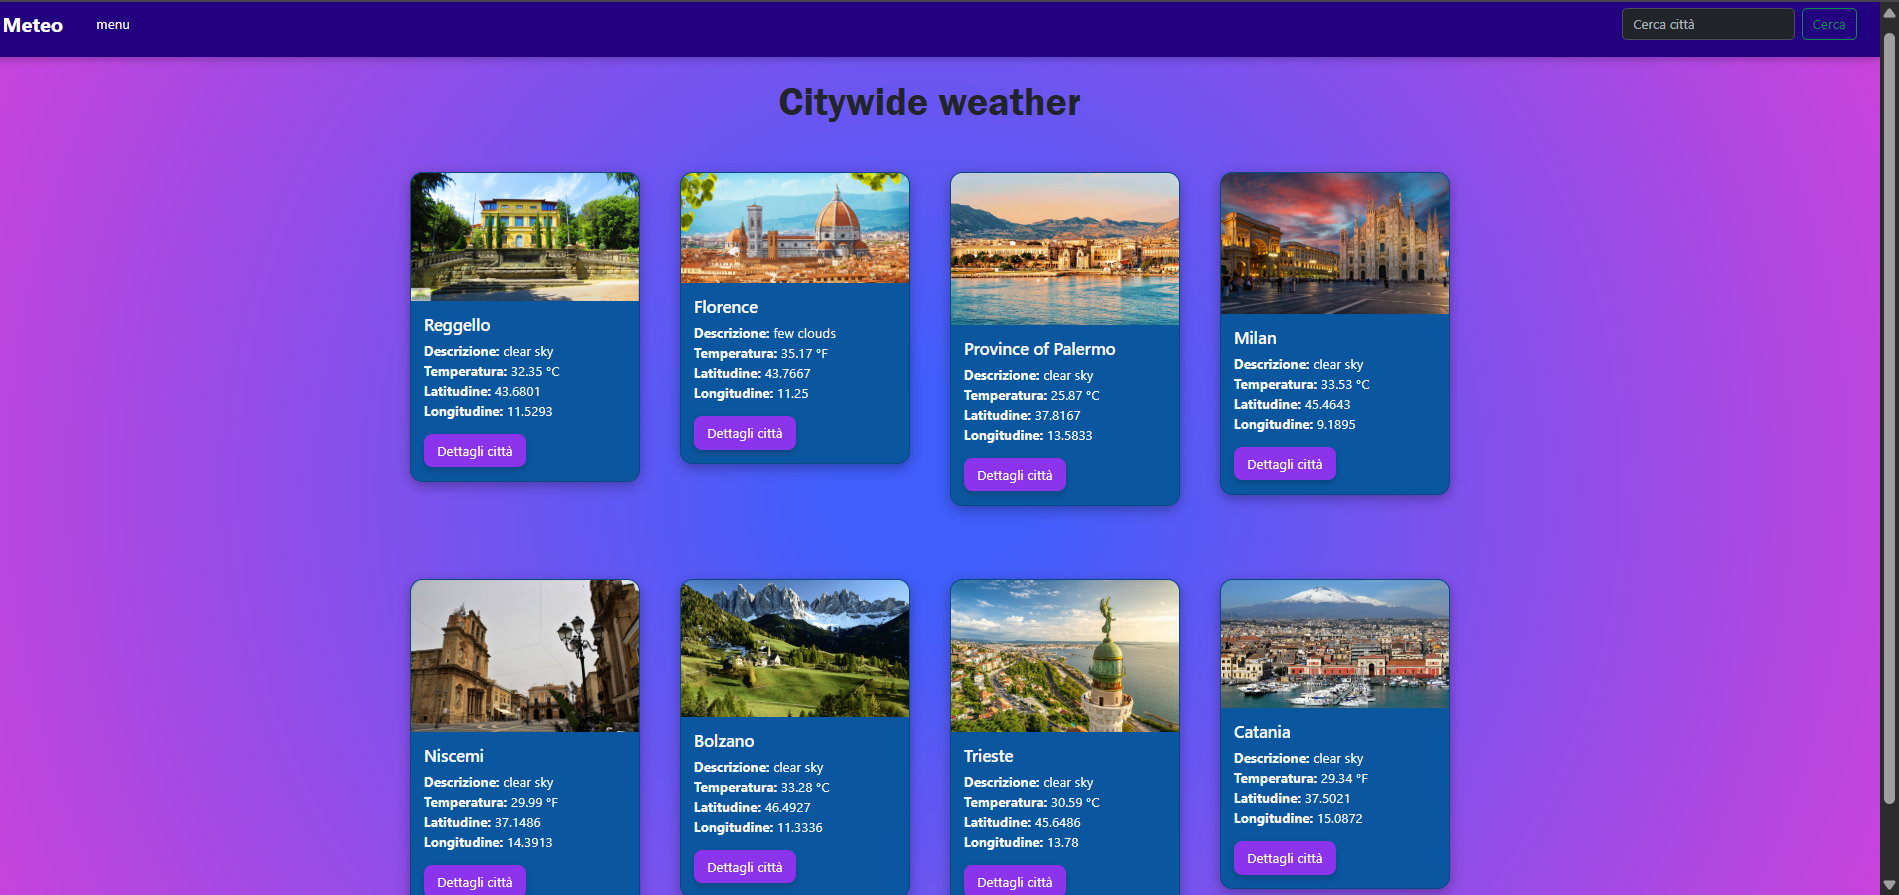 Meteo menu Cerca città Cerca
Citywide weather
Reggello
Descrizione: clear sky
Temperatura: 32.35 °C
Latitudine: 43.6801
Longitudine: 11.5293
Dettagli città
Florence
Descrizione: few clouds
Temperatura: 35.17 °F
Latitudine: 43.7667
Longitudine: 11.25
Dettagli città
Province of Palermo
Descrizione: clear sky
Temperatura: 25.87 °C
Latitudine: 37.8167
Longitudine: 13.5833
Dettagli città
Milan
Descrizione: clear sky
Temperatura: 33.53 °C
Latitudine: 45.4643
Longitudine: 9.1895
Dettagli città
Niscemi
Descrizione: clear sky
Temperatura: 29.99 °F
Latitudine: 37.1486
Longitudine: 14.3913
Dettagli città
Bolzano
Descrizione: clear sky
Temperatura: 33.28 °C
Latitudine: 46.4927
Longitudine: 11.3336
Dettagli città
Trieste
Descrizione: clear sky
Temperatura: 30.59 °C
Latitudine: 45.6486
Longitudine: 13.78
Dettagli città
Catania
Descrizione: clear sky
Temperatura: 29.34 °F
Latitudine: 37.5021
Longitudine: 15.0872
Dettagli città